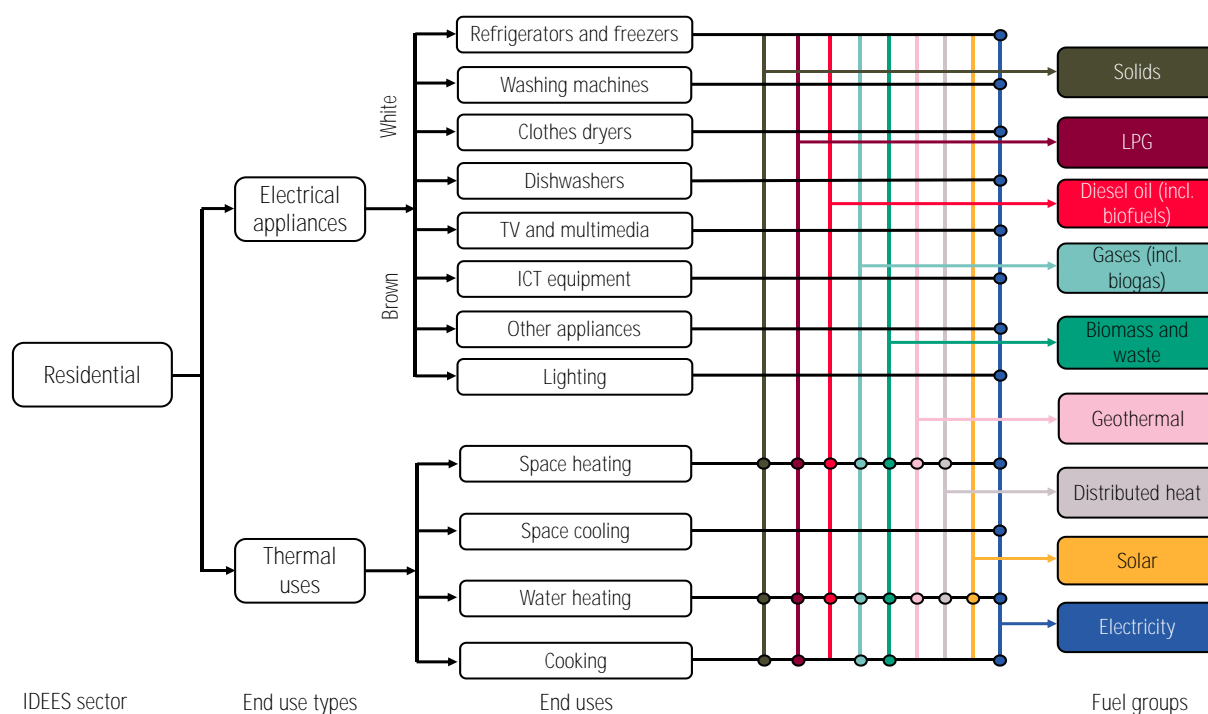 Refrigerators and freezers
Washing machines
Clothes dryers
Dishwashers
TV and multimedia
ICT equipment
Other appliances
Lighting
White
Brown
Electrical
appliances
Residential
Space heating
Space cooling
Water heating
Cooking
Thermal
uses
Solids
LPG
Diesel oil (incl.
biofuels)
Gases (incl.
biogas)
Biomass and
waste
Geothermal
Distributed heat
Solar
Electricity
IDEES sector
End use types
End uses
Fuel groups